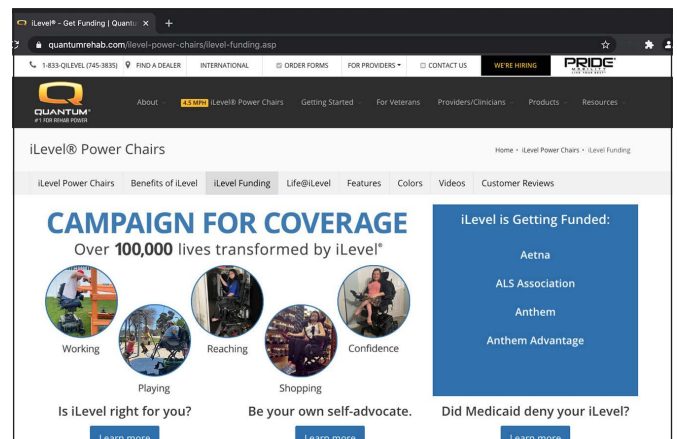 iLevel® - Get Funding | Quantu
quantumrehab.com/ilevel-power-chairs/ilevel-funding.asp
1-833-QILEVEL (745-3835) FIND A DEALER INTERNATIONAL ORDER FORMS FOR PROVIDERS CONTACT US WE'RE HIRING PRIDE
MOBILITY
LIVE YOUR BEST
QUANTUM
#1 FOR REHAB POWER
About 4.5 MPH iLevel® Power Chairs Getting Started For Veterans Providers/Clinicians Products Resources
iLevel® Power Chairs
Home • iLevel Power Chairs • iLevel Funding
iLevel Power Chairs Benefits of iLevel iLevel Funding Life@iLevel Features Colors Videos Customer Reviews
CAMPAIGN FOR COVERAGE
Over 100,000 lives transformed by iLevel®
Working
Playing
Reaching
Shopping
Confidence
iLevel is Getting Funded:
Aetna
ALS Association
Anthem
Anthem Advantage
Is iLevel right for you? Be your own self-advocate. Did Medicaid deny your iLevel?
Learn more Learn more Learn more